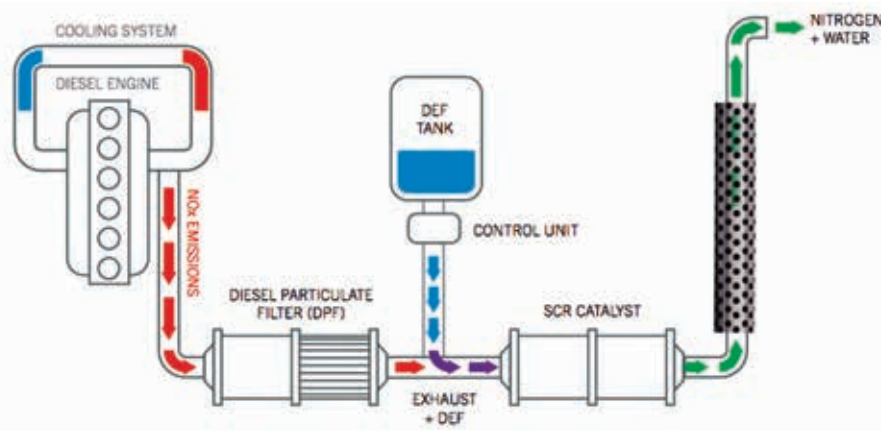 COOLING SYSTEM
DIESEL ENGINE
NOx EMISSIONS
DIESEL PARTICULATE
FILTER (DPF)
DEF
TANK
CONTROL UNIT
EXHAUST
+ DEF
SCR CATALYST
NITROGEN
+ WATER